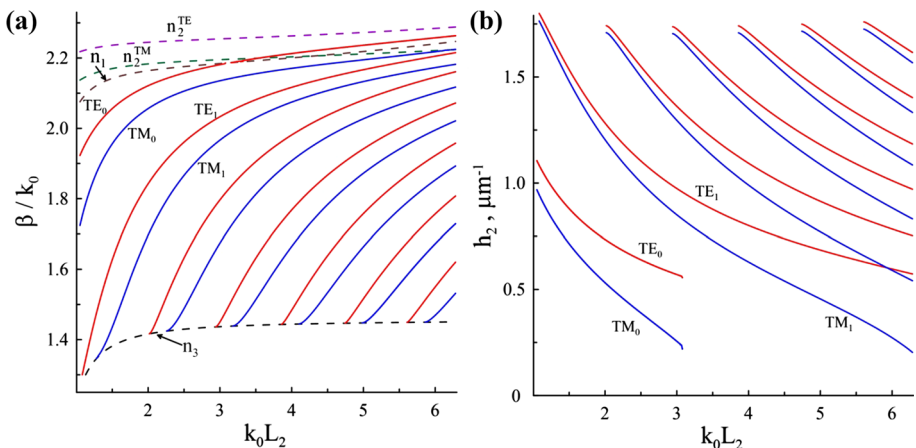 (a)
β / k₀
2.2
2.0
1.8
1.6
1.4
n₂ᵀᴱ
n₁
n₂ᵀᴹ
TE₀
TM₀
TE₁
TM₁
n₃
2
3
4
5
6
k₀L₂
(b)
h₂ , μm⁻¹
1.5
1.0
0.5
0
TE₁
TE₀
TM₀
TM₁
2
3
4
5
6
k₀L₂